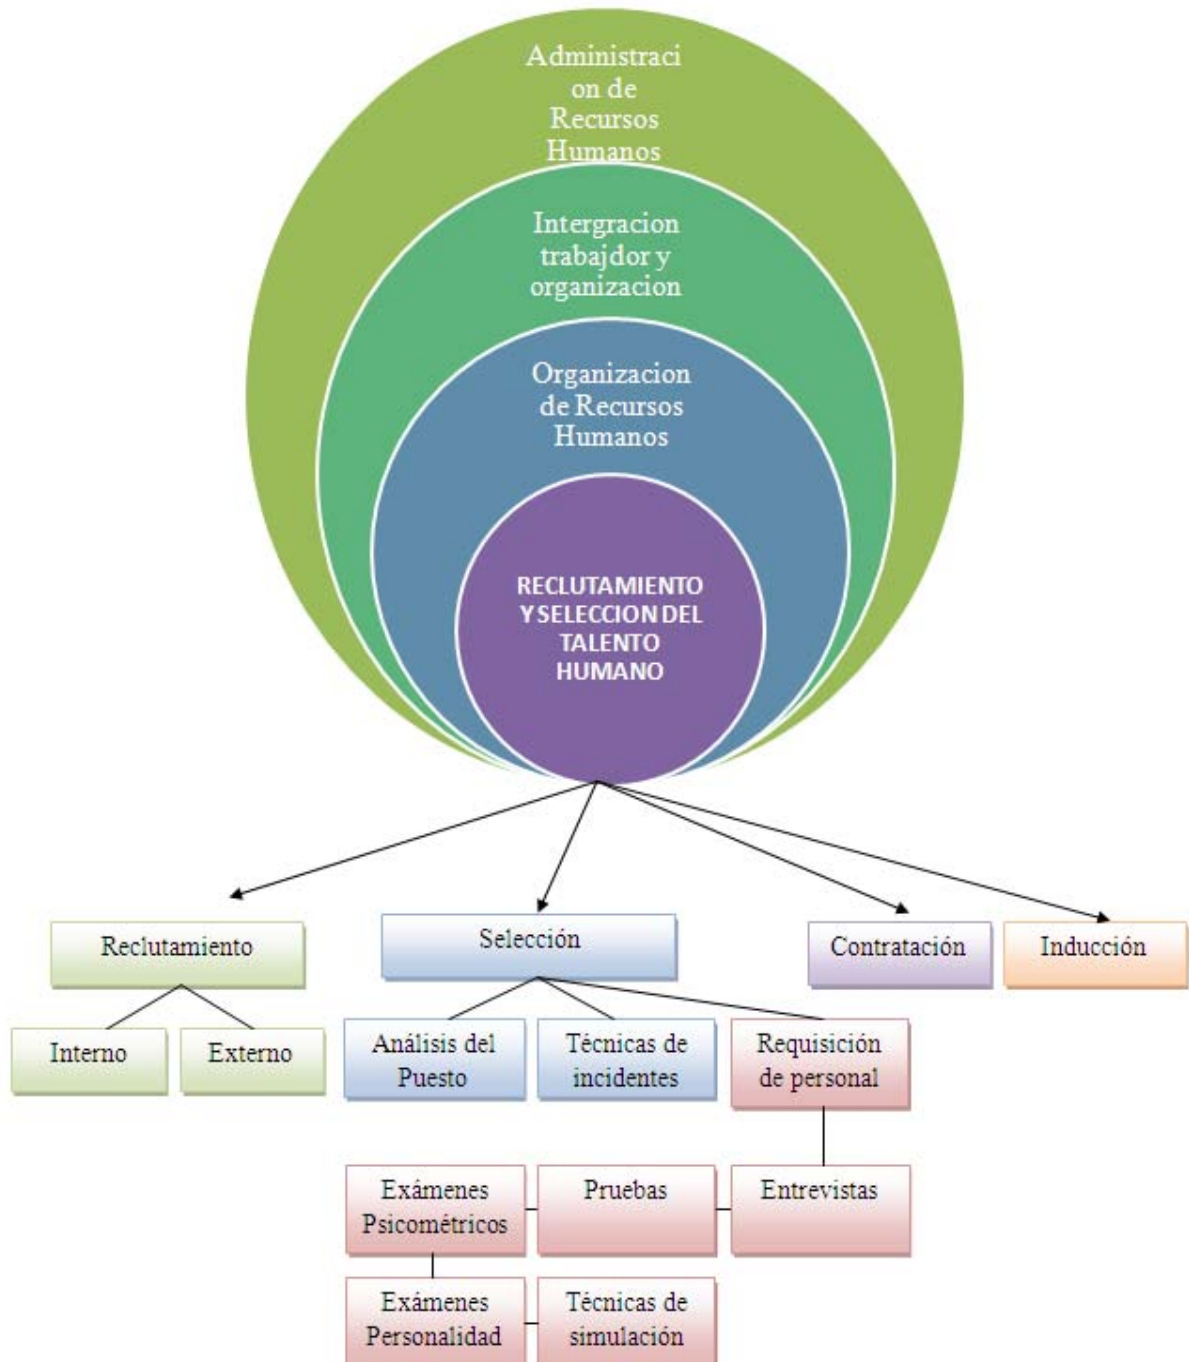 Administraci
on de
Recursos
Humanos
Intergracion
trabajdor y
organizacion
Organizacion
de Recursos
Humanos
RECLUTAMIENTO
Y SELECCION DEL
TALENTO
HUMANO
Reclutamiento
Selección
Contratación
Inducción
Interno
Externo
Análisis del
Puesto
Técnicas de
incidentes
Requisición
de personal
Exámenes
Psicométricos
Pruebas
Entrevistas
Exámenes
Personalidad
Técnicas de
simulación